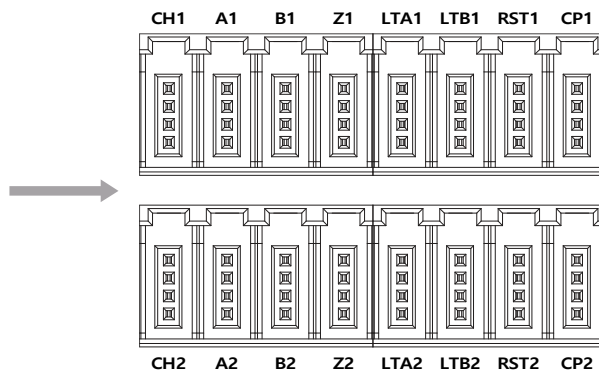 CH1 A1 B1 Z1 LTA1 LTB1 RST1 CP1
CH2 A2 B2 Z2 LTA2 LTB2 RST2 CP2